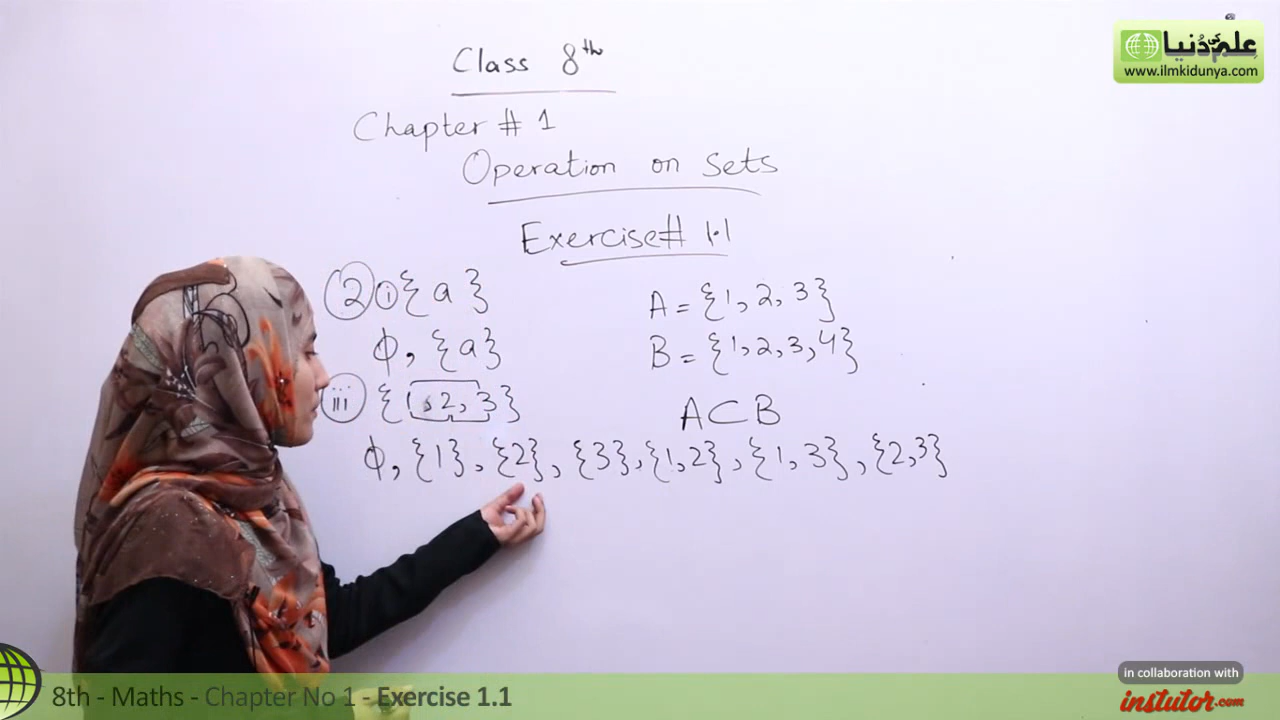 علم کی دُنیا
www.ilmkidunya.com
Class 8th
Chapter # 1
Operation on Sets
Exercise# 1.1
② ⓘ {a}
ϕ, {a}
ⓘⓘⓘ {1,2,3}
ϕ, {1}, {2}, {3}, {1,2}, {1,3}, {2,3}
A = {1,2,3}
B = {1,2,3,4}
A⊂B
in collaboration with
instutor.com
8th - Maths - Chapter No 1 - Exercise 1.1